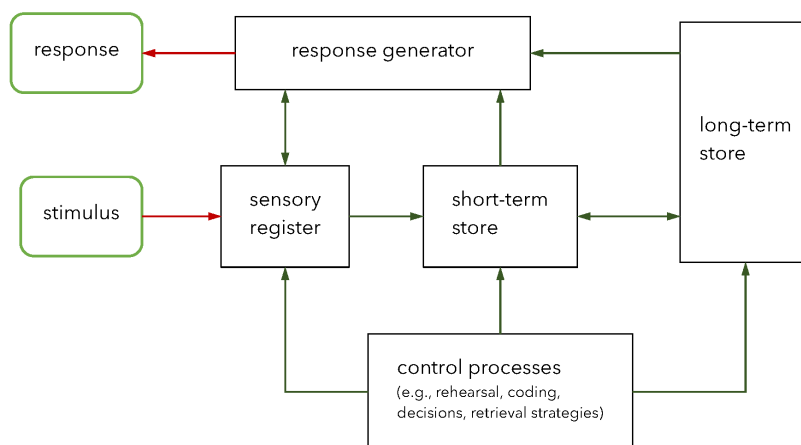 response
response generator
long-term
store
stimulus
sensory
register
short-term
store
control processes
(e.g., rehearsal, coding,
decisions, retrieval strategies)